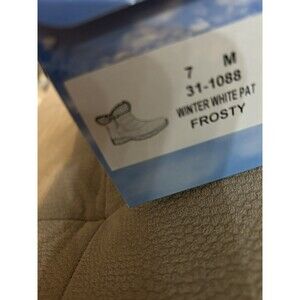 7 M
31-1088
WINTER WHITE PAT
FROSTY